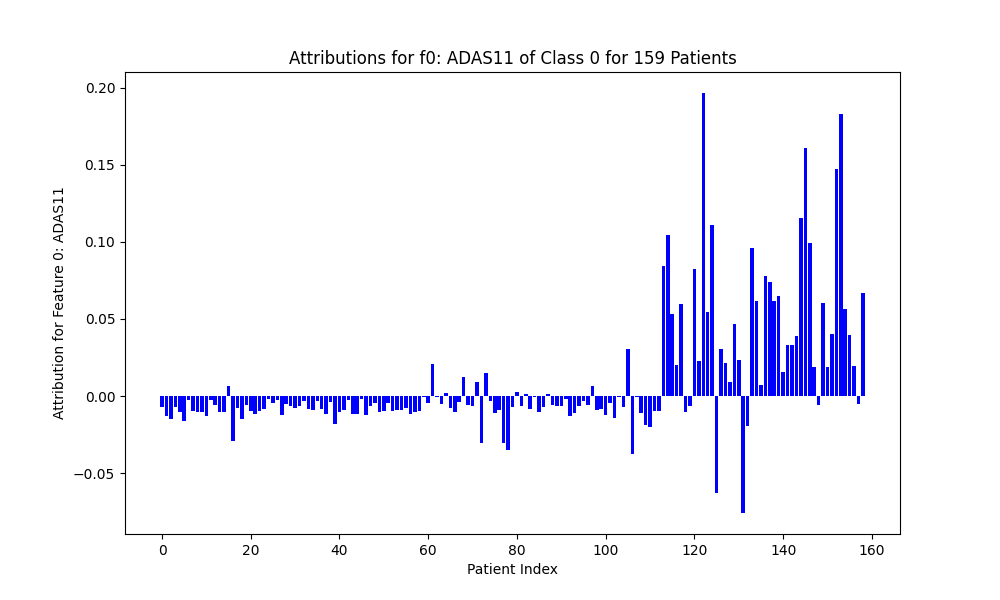 Attributions for f0: ADAS11 of Class 0 for 159 Patients
Attribution for Feature 0: ADAS11
0.20
0.15
0.10
0.05
0.00
−0.05
0 20 40 60 80 100 120 140 160
Patient Index